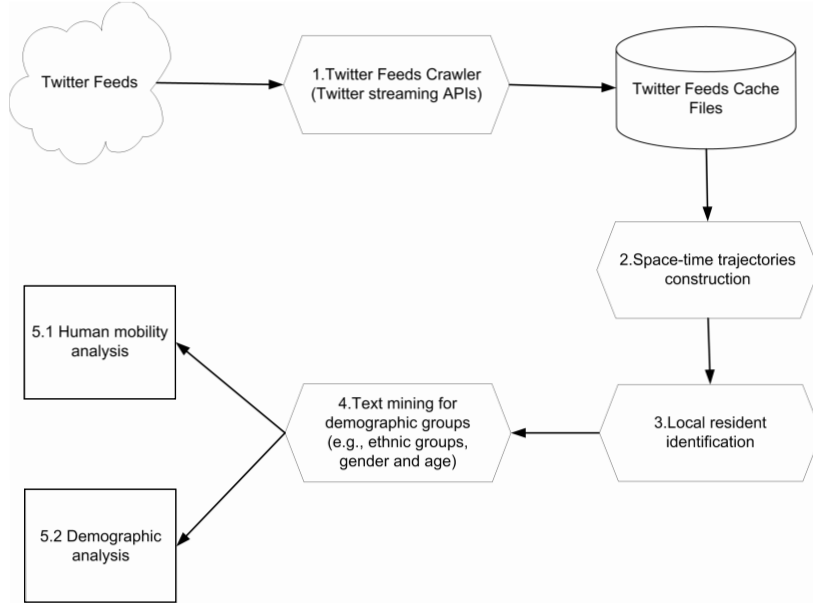 Twitter Feeds
1.Twitter Feeds Crawler
(Twitter streaming APIs)
Twitter Feeds Cache
Files
2.Space-time trajectories
construction
3.Local resident
identification
4.Text mining for
demographic groups
(e.g., ethnic groups,
gender and age)
5.1 Human mobility
analysis
5.2 Demographic
analysis